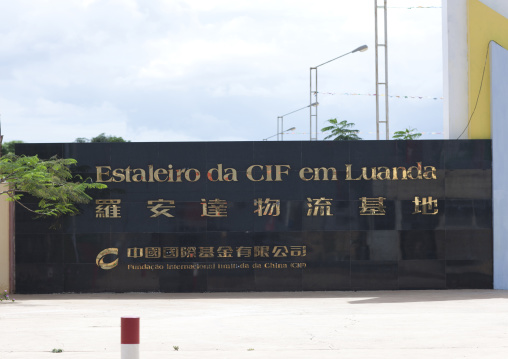 Estaleiro da CIF em Luanda
羅安達物流基地
中國國際基金有限公司
Fundação Internacional Limitada da China (CIF)